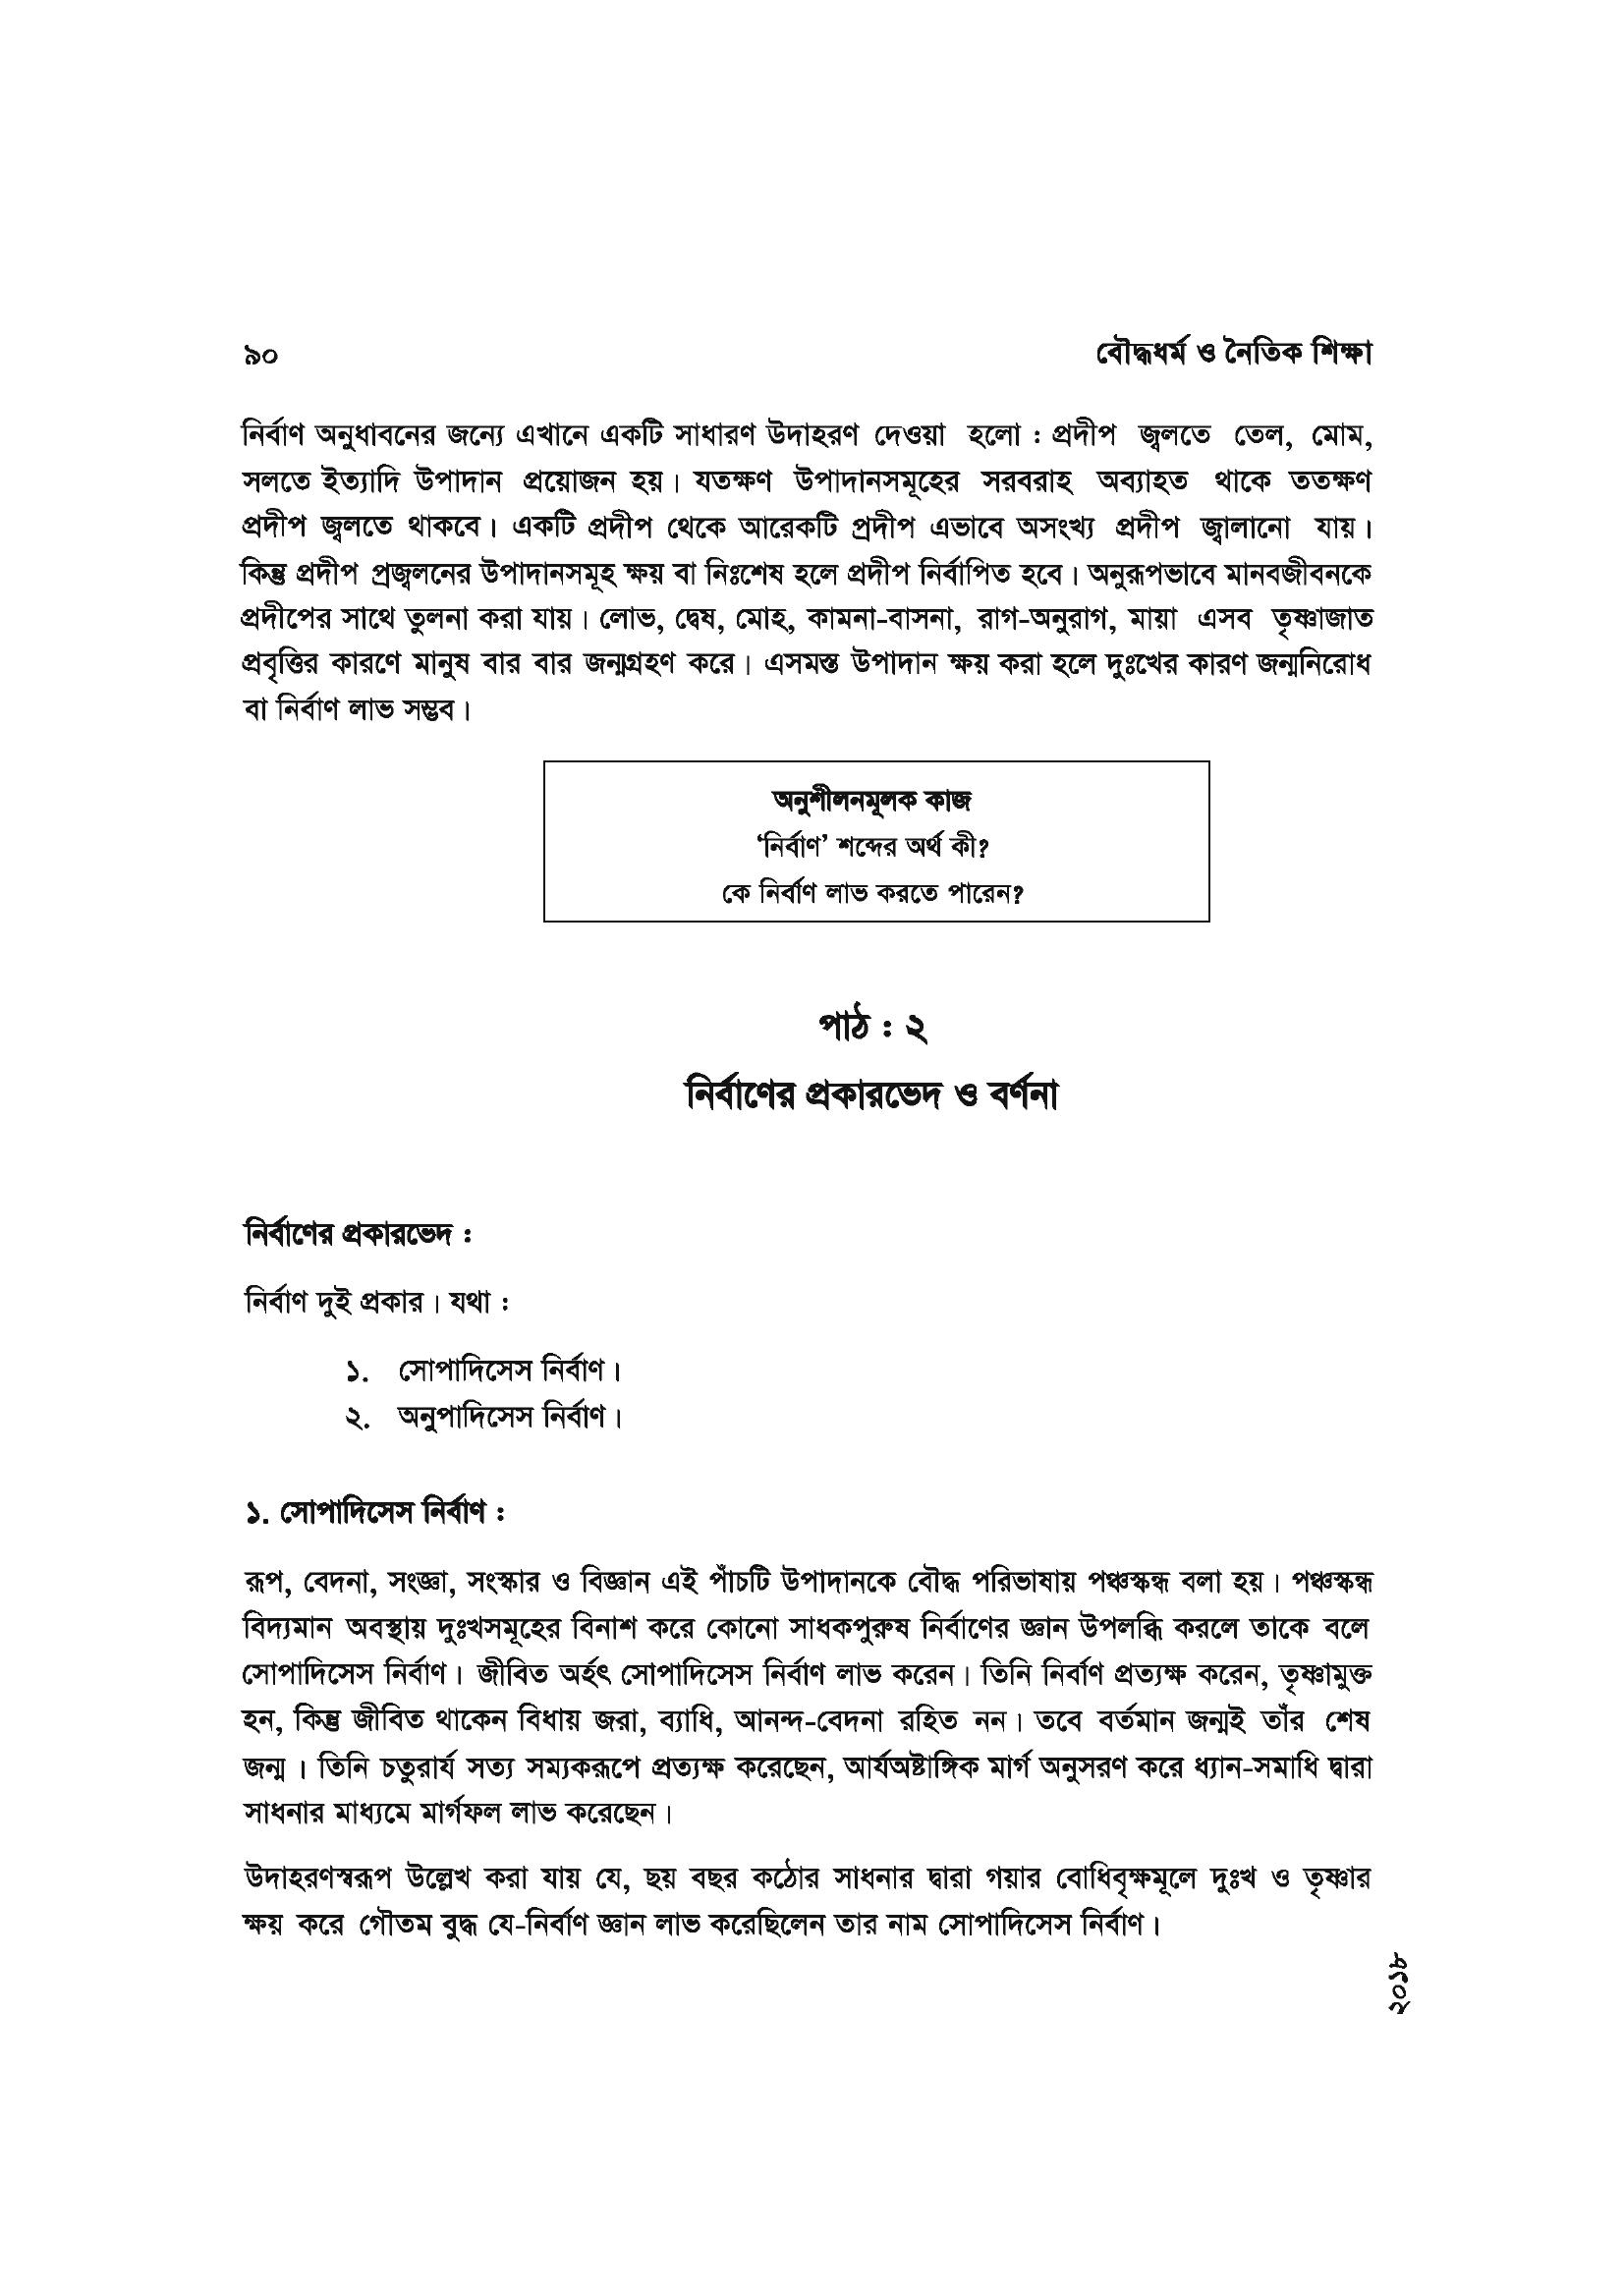 ৯০ বৌদ্ধধর্ম ও নৈতিক শিক্ষা
নির্বাণ অনুধাবনের জন্যে এখানে একটি সাধারণ উদাহরণ দেওয়া হলো : প্রদীপ জ্বলতে তেল, মোম,
সলতে ইত্যাদি উপাদান প্রয়োজন হয়। যতক্ষণ উপাদানসমূহের সরবরাহ অব্যাহত থাকে ততক্ষণ
প্রদীপ জ্বলতে থাকবে। একটি প্রদীপ থেকে আরেকটি প্রদীপ এভাবে অসংখ্য প্রদীপ জ্বালানো যায়।
কিন্তু প্রদীপ প্রজ্বলনের উপাদানসমূহ ক্ষয় বা নিঃশেষ হলে প্রদীপ নির্বাপিত হবে। অনুরূপভাবে মানবজীবনকে
প্রদীপের সাথে তুলনা করা যায়। লোভ, দ্বেষ, মোহ, কামনা-বাসনা, রাগ-অনুরাগ, মায়া এসব তৃষ্ণাজাত
প্রবৃত্তির কারণে মানুষ বার বার জন্মগ্রহণ করে। এসমস্ত উপাদান ক্ষয় করা হলে দুঃখের কারণ জন্মনিরোধ
বা নির্বাণ লাভ সম্ভব।
অনুশীলনমূলক কাজ
‘নির্বাণ’ শব্দের অর্থ কী?
কে নির্বাণ লাভ করতে পারেন?
পাঠ : ২
নির্বাণের প্রকারভেদ ও বর্ণনা
নির্বাণের প্রকারভেদ :
নির্বাণ দুই প্রকার। যথা :
১. সোপাদিসেস নির্বাণ।
২. অনুপাদিসেস নির্বাণ।
১. সোপাদিসেস নির্বাণ :
রূপ, বেদনা, সংজ্ঞা, সংস্কার ও বিজ্ঞান এই পাঁচটি উপাদানকে বৌদ্ধ পরিভাষায় পঞ্চস্কন্ধ বলা হয়। পঞ্চস্কন্ধ
বিদ্যমান অবস্থায় দুঃখসমূহের বিনাশ করে কোনো সাধকপুরুষ নির্বাণের জ্ঞান উপলব্ধি করলে তাকে বলে
সোপাদিসেস নির্বাণ। জীবিত অর্হৎ সোপাদিসেস নির্বাণ লাভ করেন। তিনি নির্বাণ প্রত্যক্ষ করেন, তৃষ্ণামুক্ত
হন, কিন্তু জীবিত থাকেন বিধায় জরা, ব্যাধি, আনন্দ-বেদনা রহিত নন। তবে বর্তমান জন্মই তাঁর শেষ
জন্ম । তিনি চতুরার্য সত্য সম্যকরূপে প্রত্যক্ষ করেছেন, আর্যঅষ্টাঙ্গিক মার্গ অনুসরণ করে ধ্যান-সমাধি দ্বারা
সাধনার মাধ্যমে মার্গফল লাভ করেছেন।
উদাহরণস্বরূপ উল্লেখ করা যায় যে, ছয় বছর কঠোর সাধনার দ্বারা গয়ার বোধিবৃক্ষমূলে দুঃখ ও তৃষ্ণার
ক্ষয় করে গৌতম বুদ্ধ যে-নির্বাণ জ্ঞান লাভ করেছিলেন তার নাম সোপাদিসেস নির্বাণ।
২০১৮